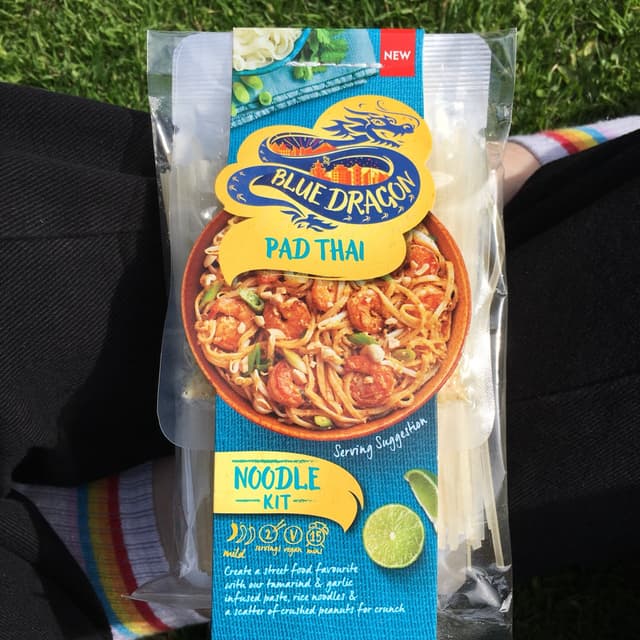 NEW
BLUE DRAGON
PAD THAI
Serving Suggestion
NOODLE
KIT
2 V 15
mild servings vegan mins
Create a street food favourite
with our tamarind & garlic
infused paste, rice noodles &
a scatter of crushed peanuts for crunch